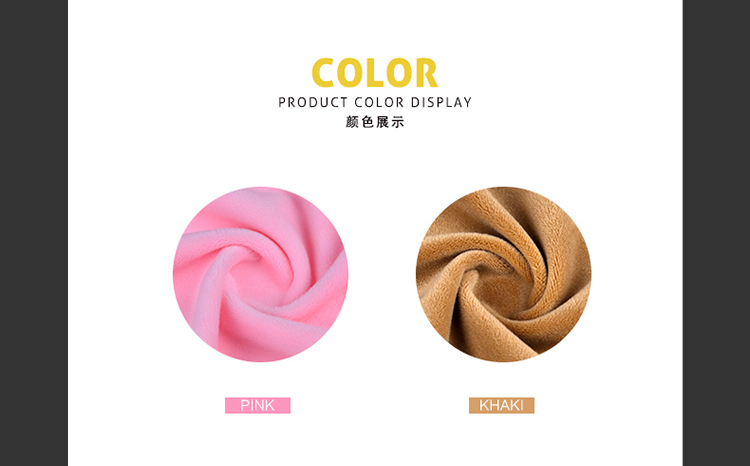 COLOR
PRODUCT COLOR DISPLAY
颜色展示
PINK
KHAKI